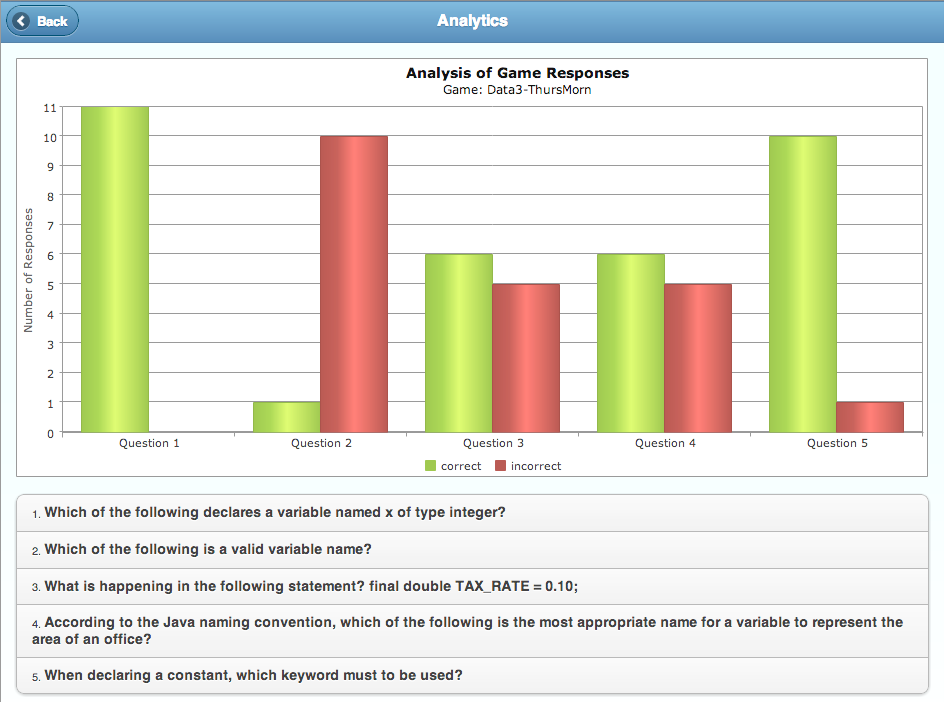 Back
Analytics
Analysis of Game Responses
Game: Data3-ThursMorn
Number of Responses
11
10
9
8
7
6
5
4
3
2
1
0
Question 1 Question 2 Question 3 Question 4 Question 5
correct incorrect
1. Which of the following declares a variable named x of type integer?
2. Which of the following is a valid variable name?
3. What is happening in the following statement? final double TAX_RATE = 0.10;
4. According to the Java naming convention, which of the following is the most appropriate name for a variable to represent the
area of an office?
5. When declaring a constant, which keyword must to be used?